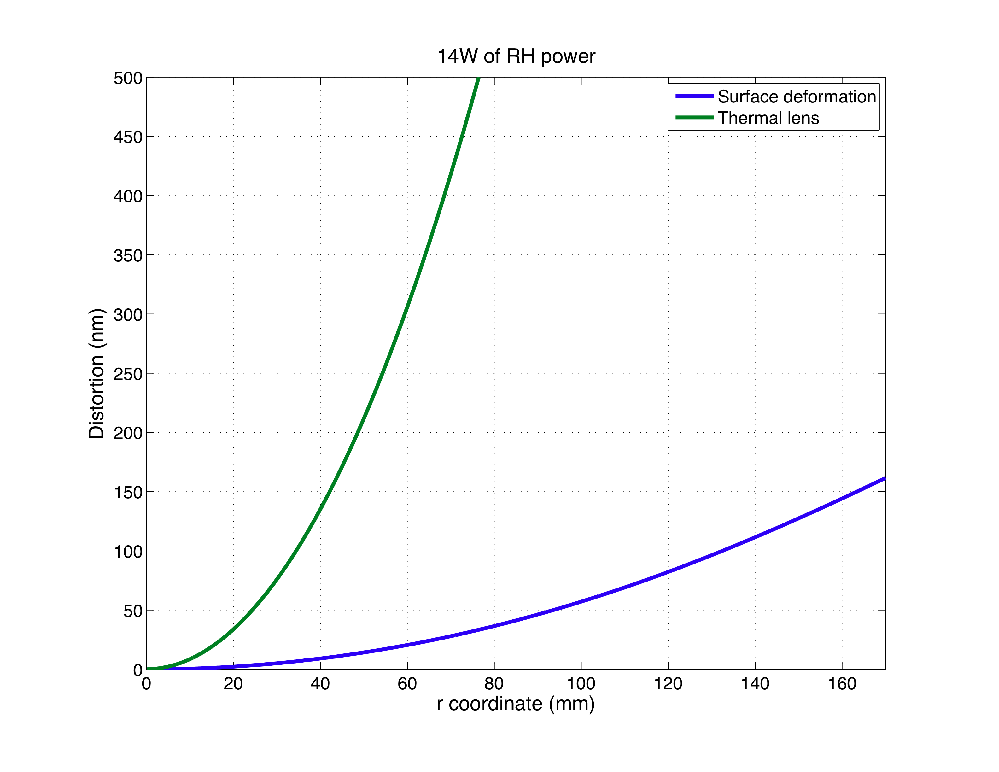 14W of RH power
Surface deformation
Thermal lens
500
450
400
350
300
250
200
150
100
50
0
Distortion (nm)
0 20 40 60 80 100 120 140 160
r coordinate (mm)